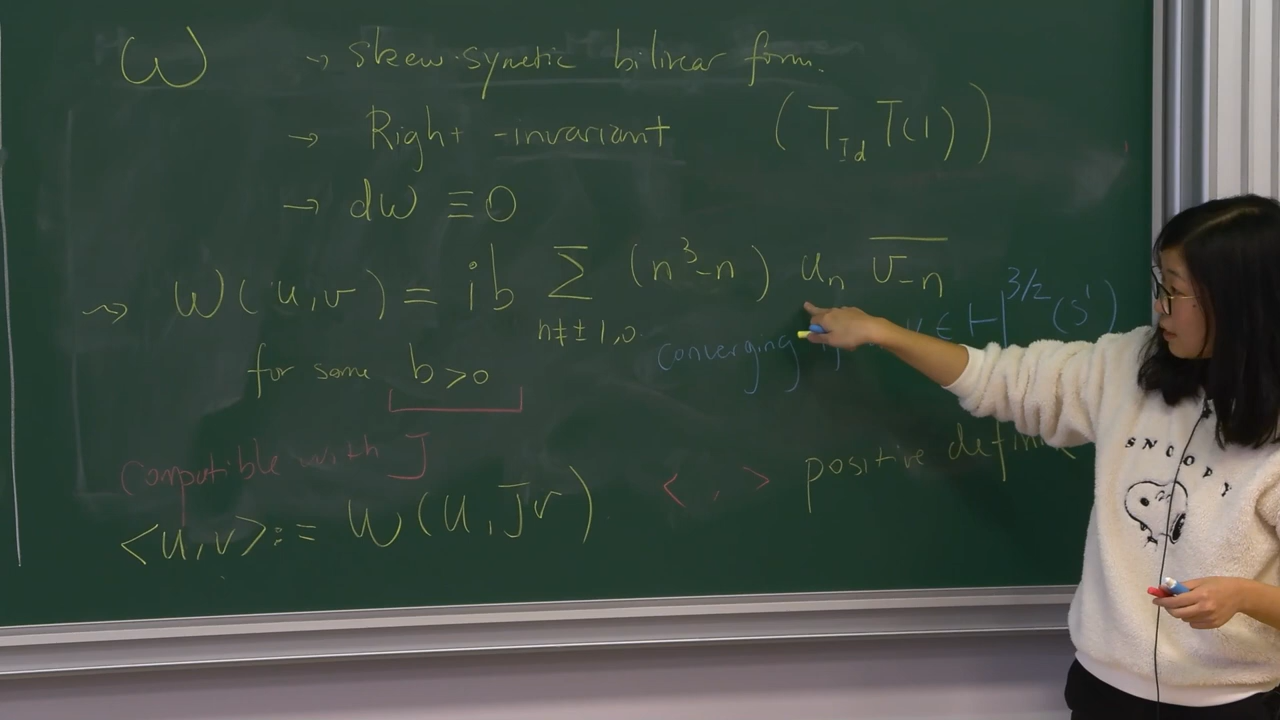 ω → skew-symetic bilinear form.
→ Right-invariant (T_Id T(1))
→ dω ≡ 0
→ ω(u,v) = ib Σ_{n≠±1,0} (n³-n) u_n \overline{v_{-n}}
converging ∈ H^{3/2}(S¹)
for some b>0
compatible with J
<u,v> := ω(u,Jv)
< , > positive
SNOOPY